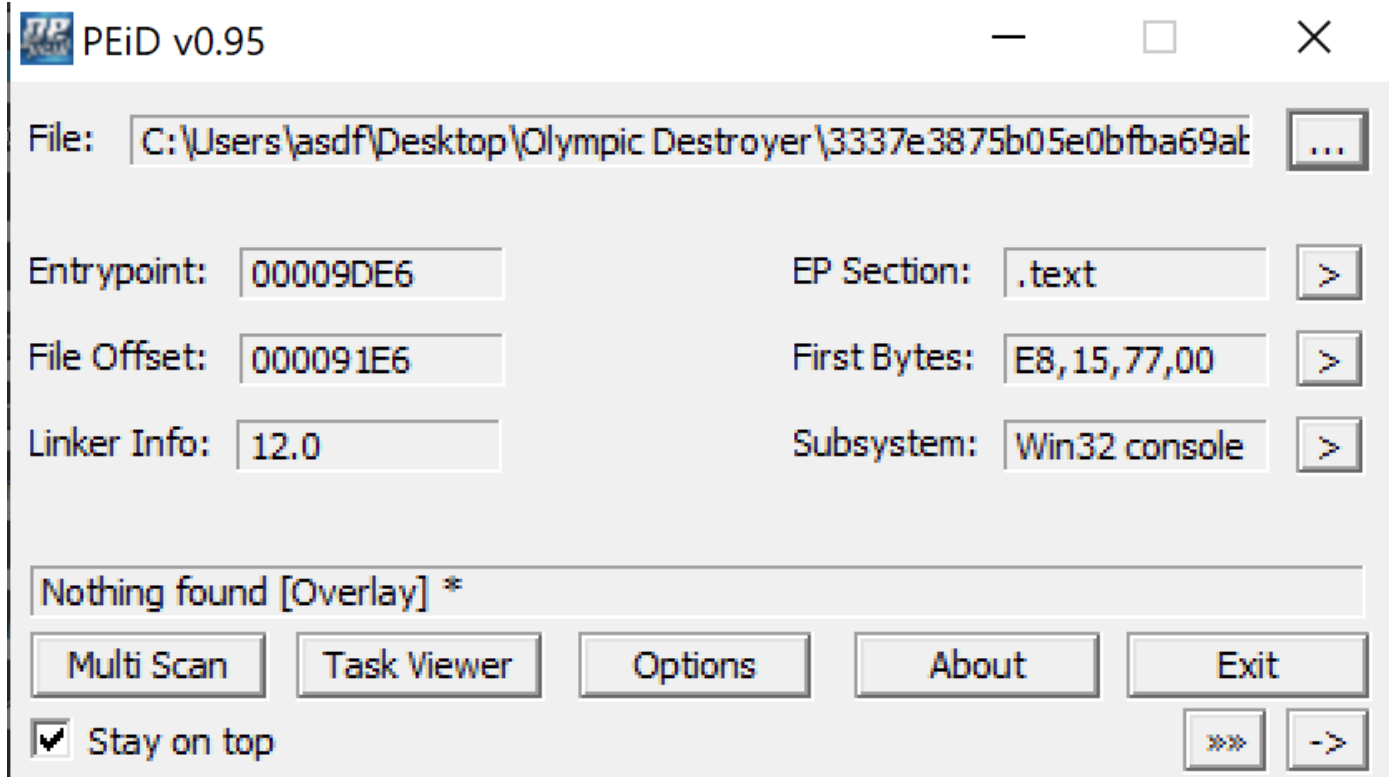 PEiD v0.95
File: C:\Users\asdf\Desktop\Olympic Destroyer\3337e3875b05e0bfba69ab ...
Entrypoint: 00009DE6 EP Section: .text >
File Offset: 000091E6 First Bytes: E8,15,77,00 >
Linker Info: 12.0 Subsystem: Win32 console >
Nothing found [Overlay] *
Multi Scan Task Viewer Options About Exit
Stay on top »» ->